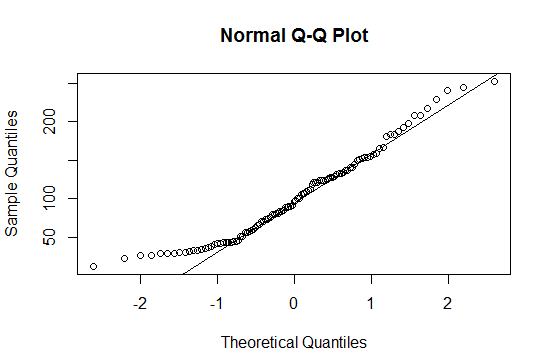 Normal Q-Q Plot
Sample Quantiles
200
100
50
-2 -1 0 1 2
Theoretical Quantiles